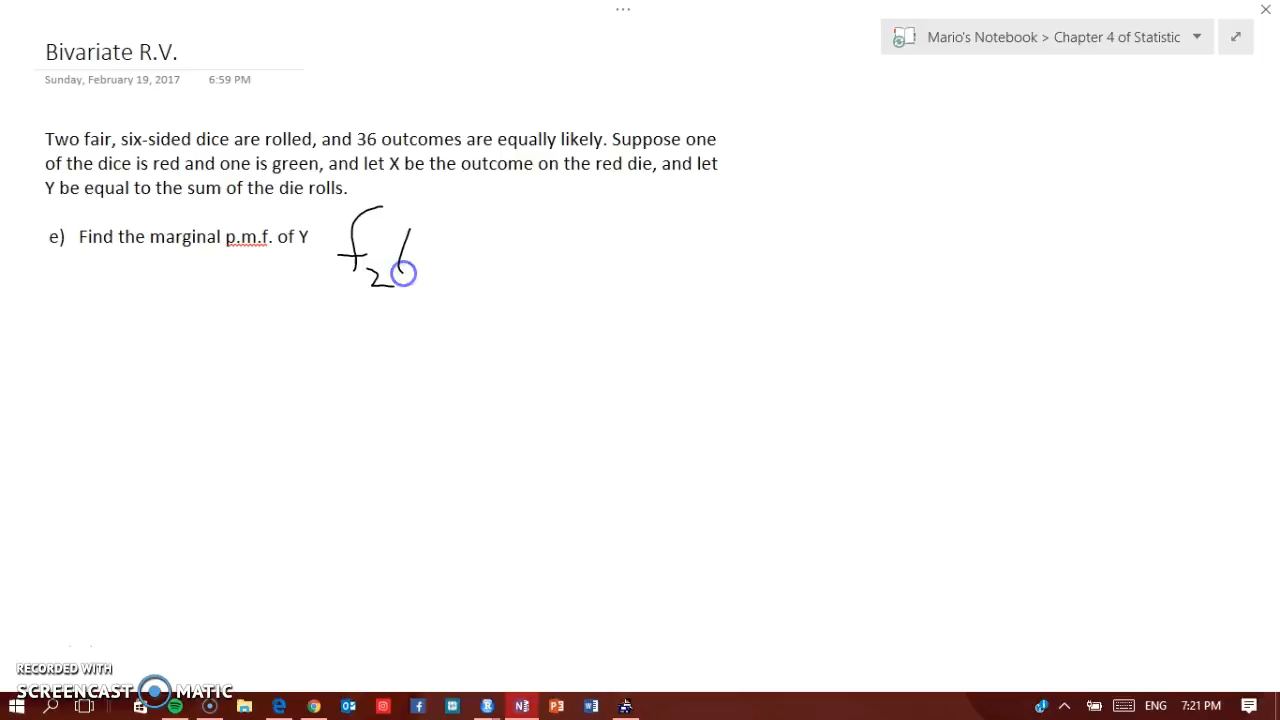 Bivariate R.V.
Mario's Notebook > Chapter 4 of Statistic
Sunday, February 19, 2017 6:59 PM
Two fair, six-sided dice are rolled, and 36 outcomes are equally likely. Suppose one
of the dice is red and one is green, and let X be the outcome on the red die, and let
Y be equal to the sum of the die rolls.
e) Find the marginal p.m.f. of Y f2(
RECORDED WITH
SCREENCAST MATIC
ENG 7:21 PM